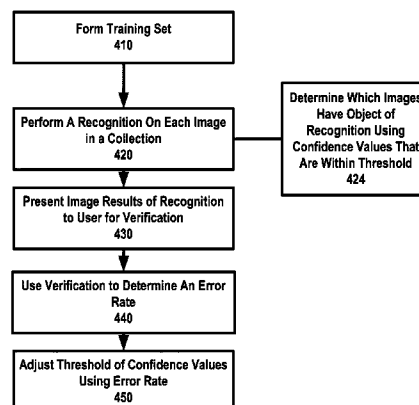 Form Training Set
410
Perform A Recognition On Each Image
in a Collection
420
Determine Which Images
Have Object of
Recognition Using
Confidence Values That
Are Within Threshold
424
Present Image Results of Recognition
to User for Verification
430
Use Verification to Determine An Error
Rate
440
Adjust Threshold of Confidence Values
Using Error Rate
450